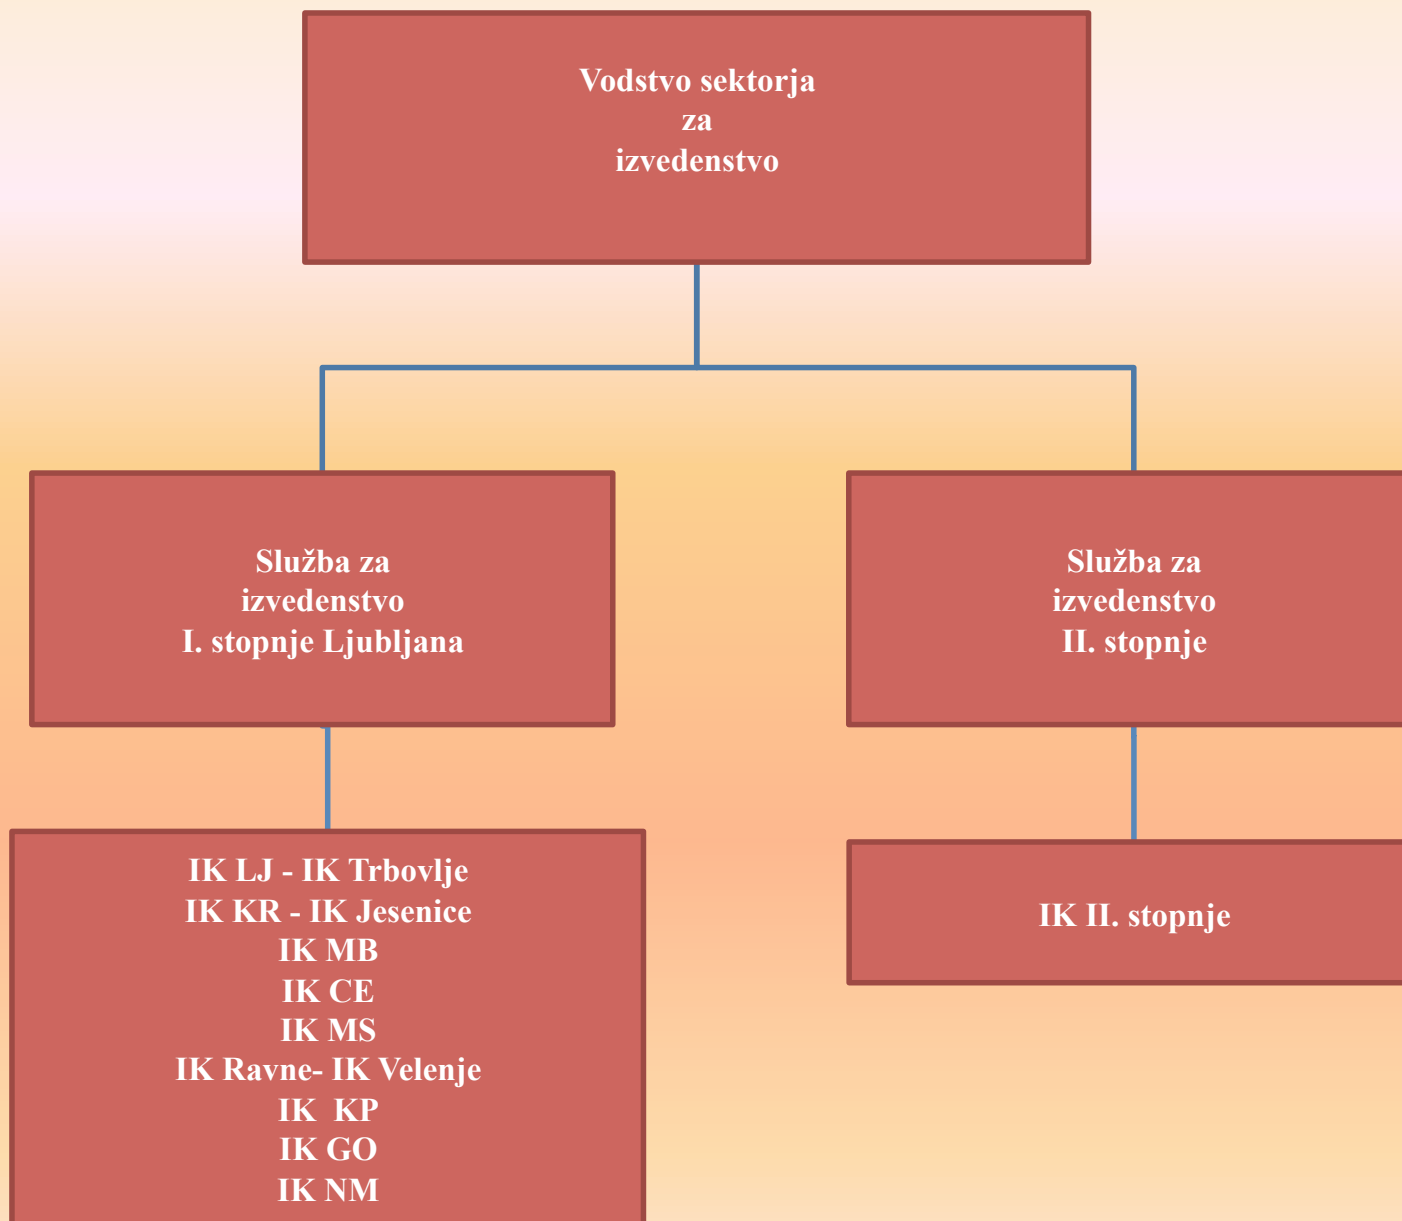 Vodstvo sektorja
za
izvedenstvo
Služba za
izvedenstvo
I. stopnje Ljubljana
Služba za
izvedenstvo
II. stopnje
IK LJ - IK Trbovlje
IK KR - IK Jesenice
IK MB
IK CE
IK MS
IK Ravne- IK Velenje
IK  KP
IK GO
IK NM
IK II. stopnje